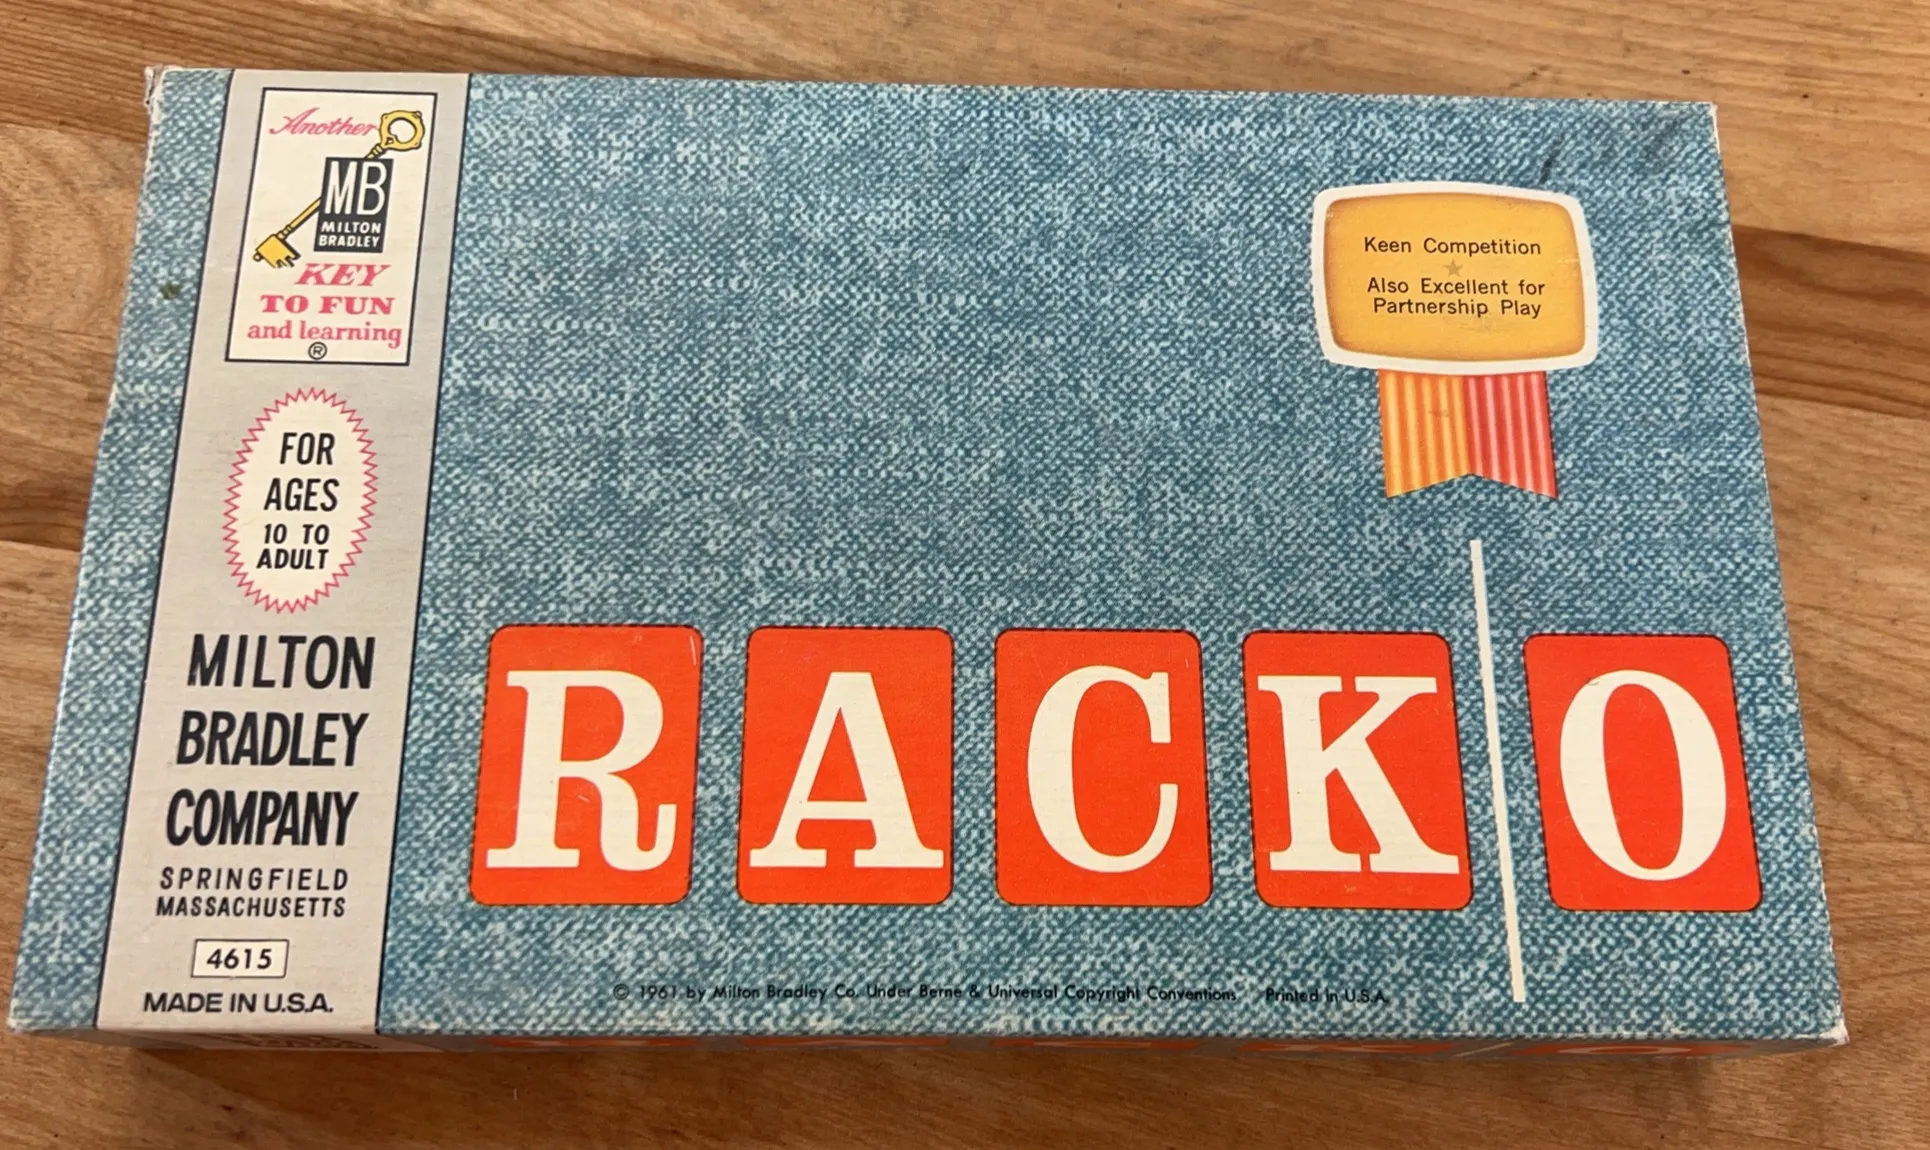 Another
MB
MILTON
BRADLEY
KEY
TO FUN
and learning
®
FOR
AGES
10 TO
ADULT
MILTON
BRADLEY
COMPANY
SPRINGFIELD
MASSACHUSETTS
4615
MADE IN U.S.A.
Keen Competition
Also Excellent for
Partnership Play
RACK O
© 1961 by Milton Bradley Co. Under Berne & Universal Copyright Conventions Printed in U.S.A.